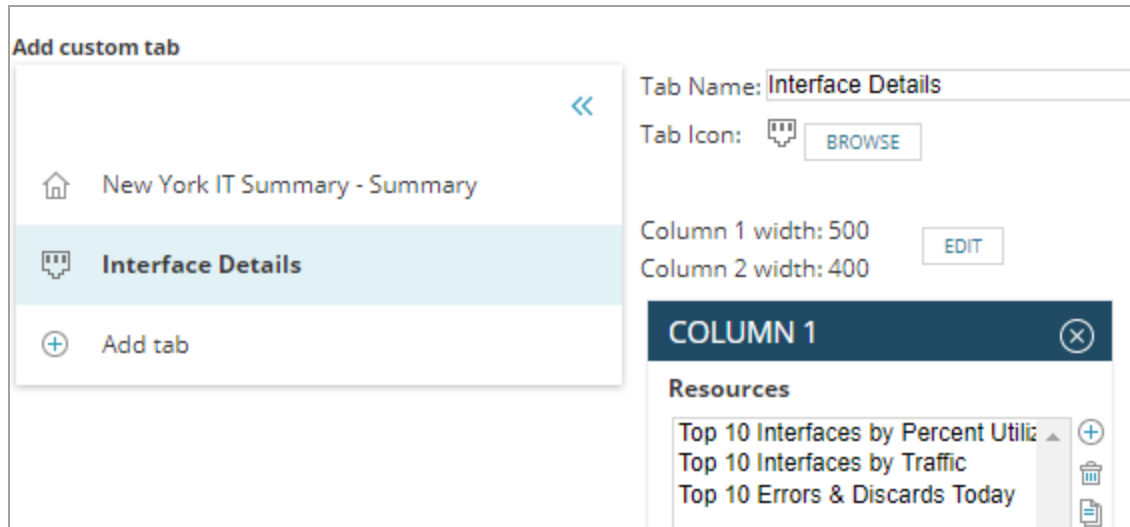 Add custom tab
New York IT Summary - Summary
Interface Details
Add tab
Tab Name: Interface Details
Tab Icon: BROWSE
Column 1 width: 500
Column 2 width: 400
EDIT
COLUMN 1
Resources
Top 10 Interfaces by Percent Utiliz
Top 10 Interfaces by Traffic
Top 10 Errors & Discards Today